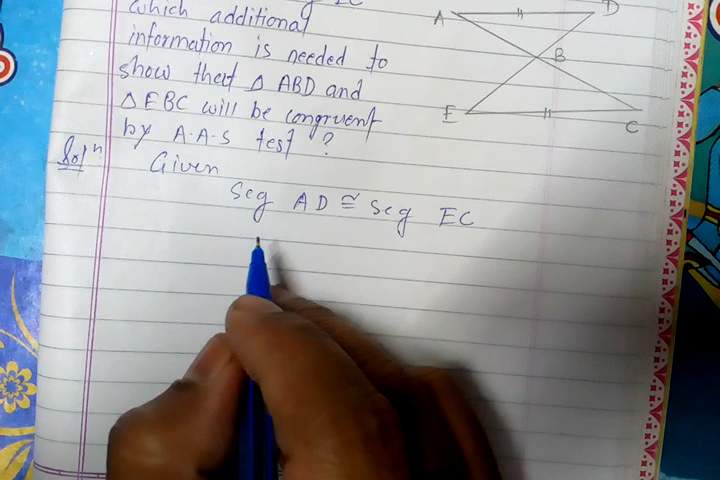 which additional
information is needed to
show that Δ ABD and
Δ EBC will be congruent
by A-A-S test ?
Solⁿ Given
seg AD ≅ seg EC
A
D
B
E
C